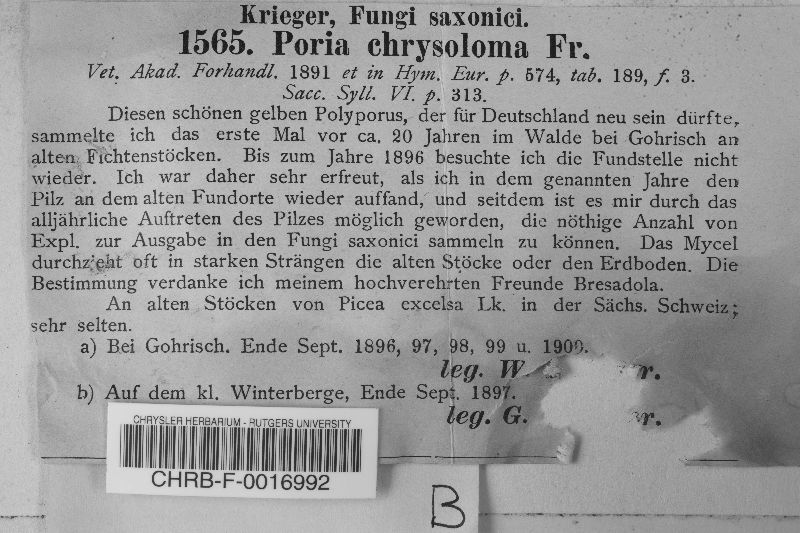 Krieger, Fungi saxonici.
1565. Poria chrysoloma Fr.
Vet. Akad. Forhandl. 1891 et in Hym. Eur. p. 574, tab. 189, f. 3.
Sacc. Syll. VI. p. 313.
Diesen schönen gelben Polyporus, der für Deutschland neu sein dürfte,
sammelte ich das erste Mal vor ca. 20 Jahren im Walde bei Gohrisch an
alten Fichtenstöcken. Bis zum Jahre 1896 besuchte ich die Fundstelle nicht
wieder. Ich war daher sehr erfreut, als ich in dem genannten Jahre den
Pilz an dem alten Fundorte wieder auffand, und seitdem ist es mir durch das
alljährliche Auftreten des Pilzes möglich geworden, die nöthige Anzahl von
Expl. zur Ausgabe in den Fungi saxonici sammeln zu können. Das Mycel
durchzieht oft in starken Strängen die alten Stöcke oder den Erdboden. Die
Bestimmung verdanke ich meinem hochverehrten Freunde Bresadola.
An alten Stöcken von Picea excelsa Lk. in der Sächs. Schweiz;
sehr selten.
a) Bei Gohrisch. Ende Sept. 1896, 97, 98, 99 u. 1900.
leg. W r.
b) Auf dem kl. Winterberge, Ende Sept. 1897.
leg. G. r.
CHRYSLER HERBARIUM - RUTGERS UNIVERSITY
CHRB-F-0016992
B